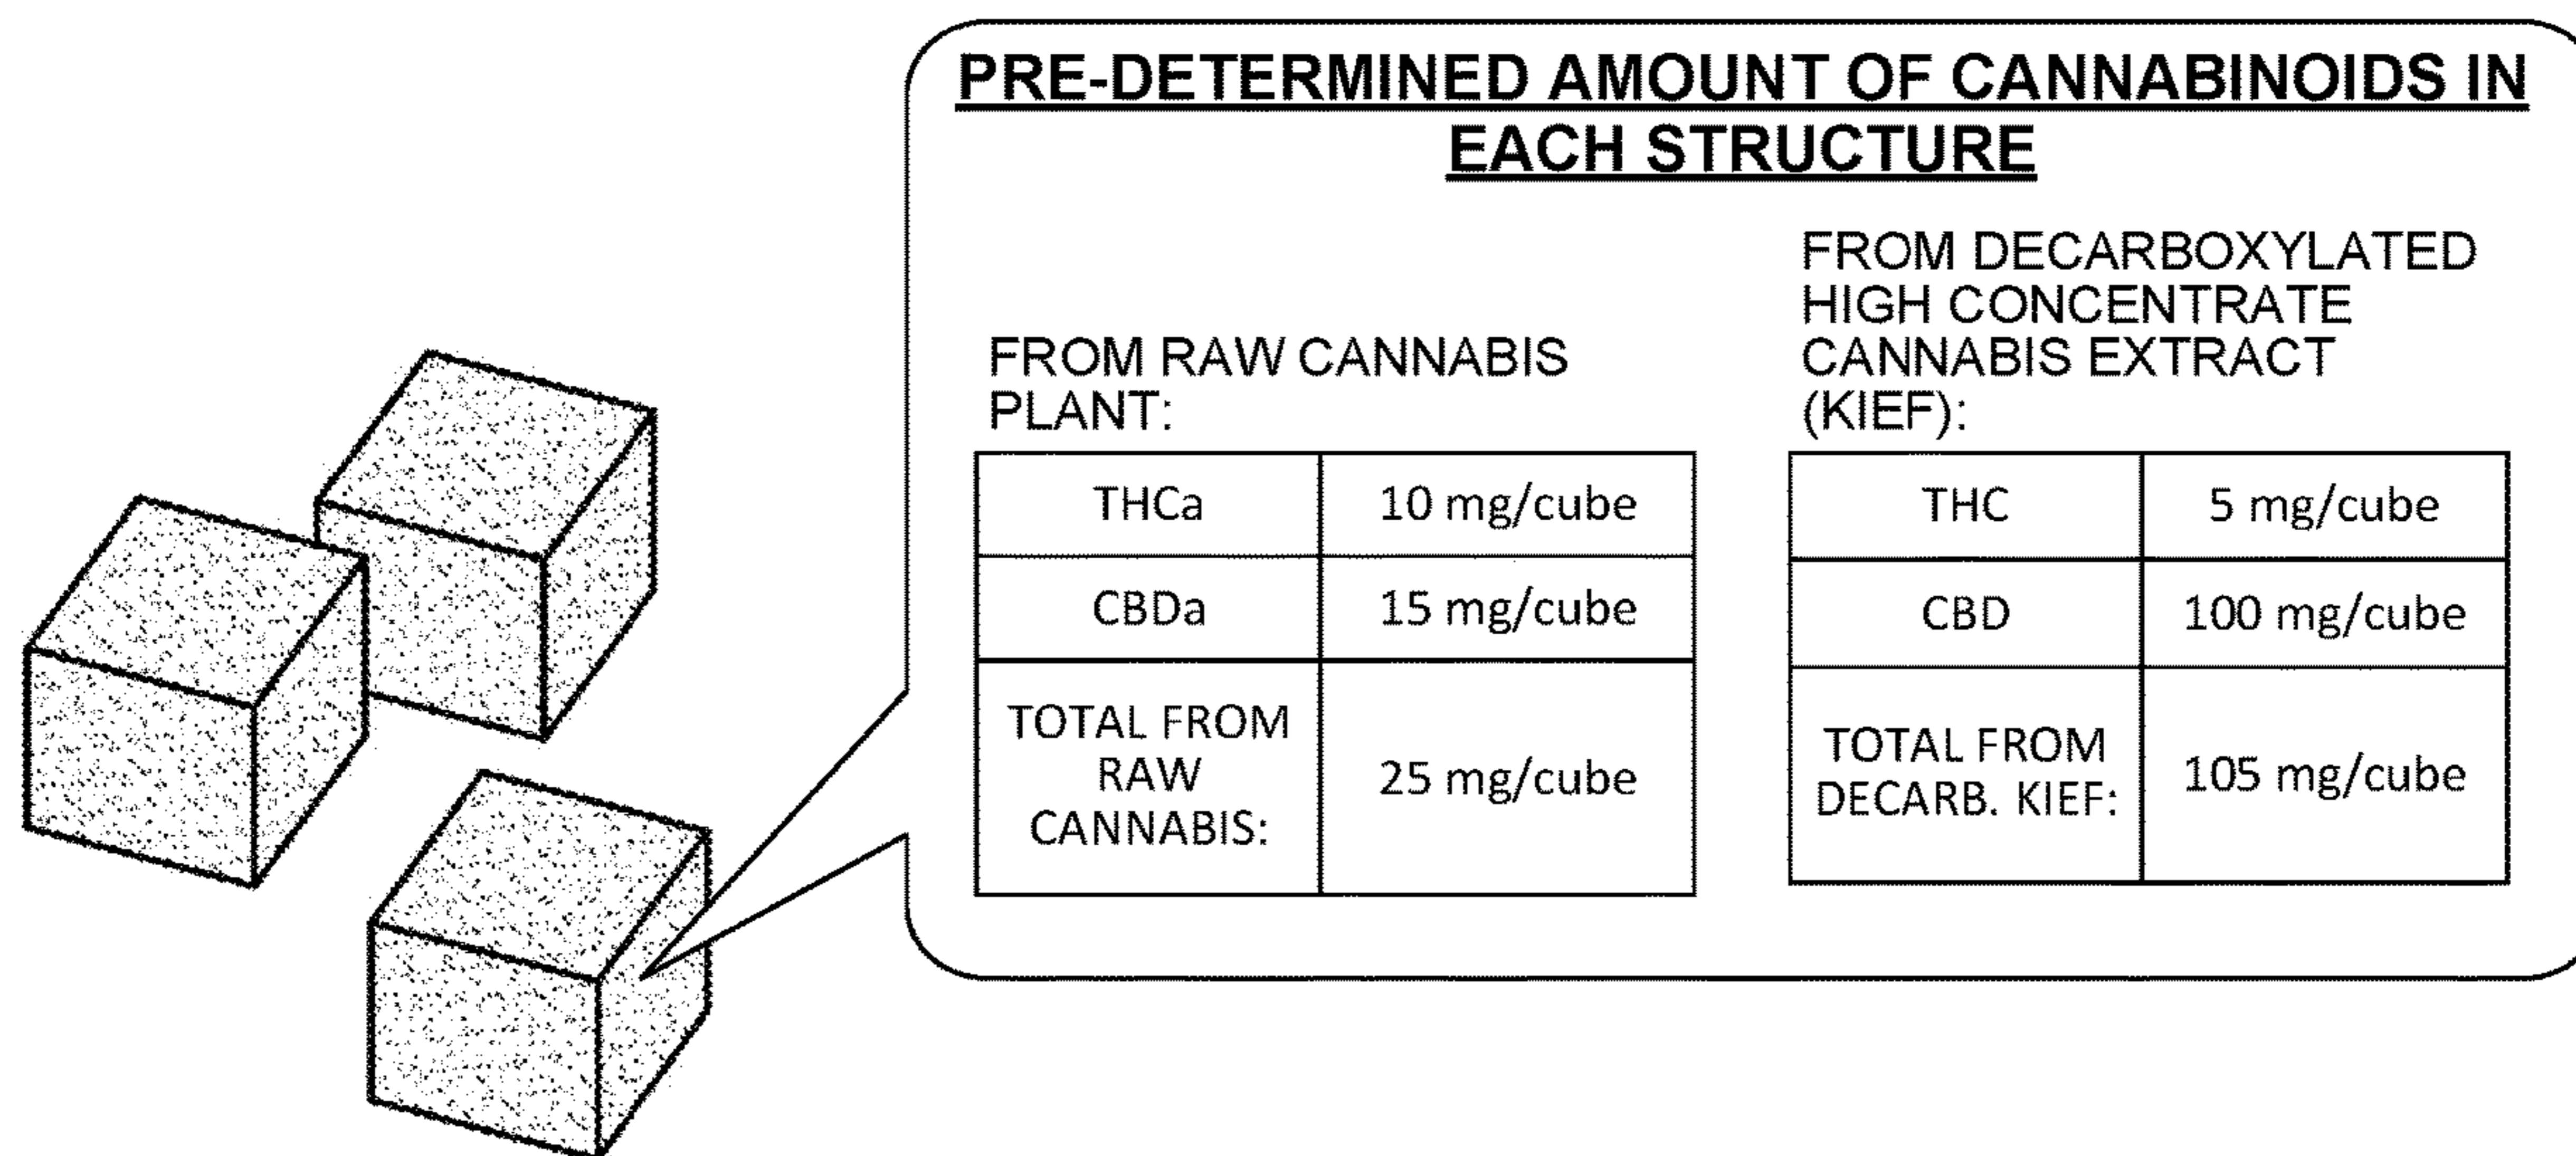 PRE-DETERMINED AMOUNT OF CANNABINOIDS IN
EACH STRUCTURE
FROM RAW CANNABIS
PLANT:
THCa 10 mg/cube
CBDa 15 mg/cube
TOTAL FROM
RAW
CANNABIS:
25 mg/cube
FROM DECARBOXYLATED
HIGH CONCENTRATE
CANNABIS EXTRACT
(KIEF):
THC 5 mg/cube
CBD 100 mg/cube
TOTAL FROM
DECARB. KIEF:
105 mg/cube